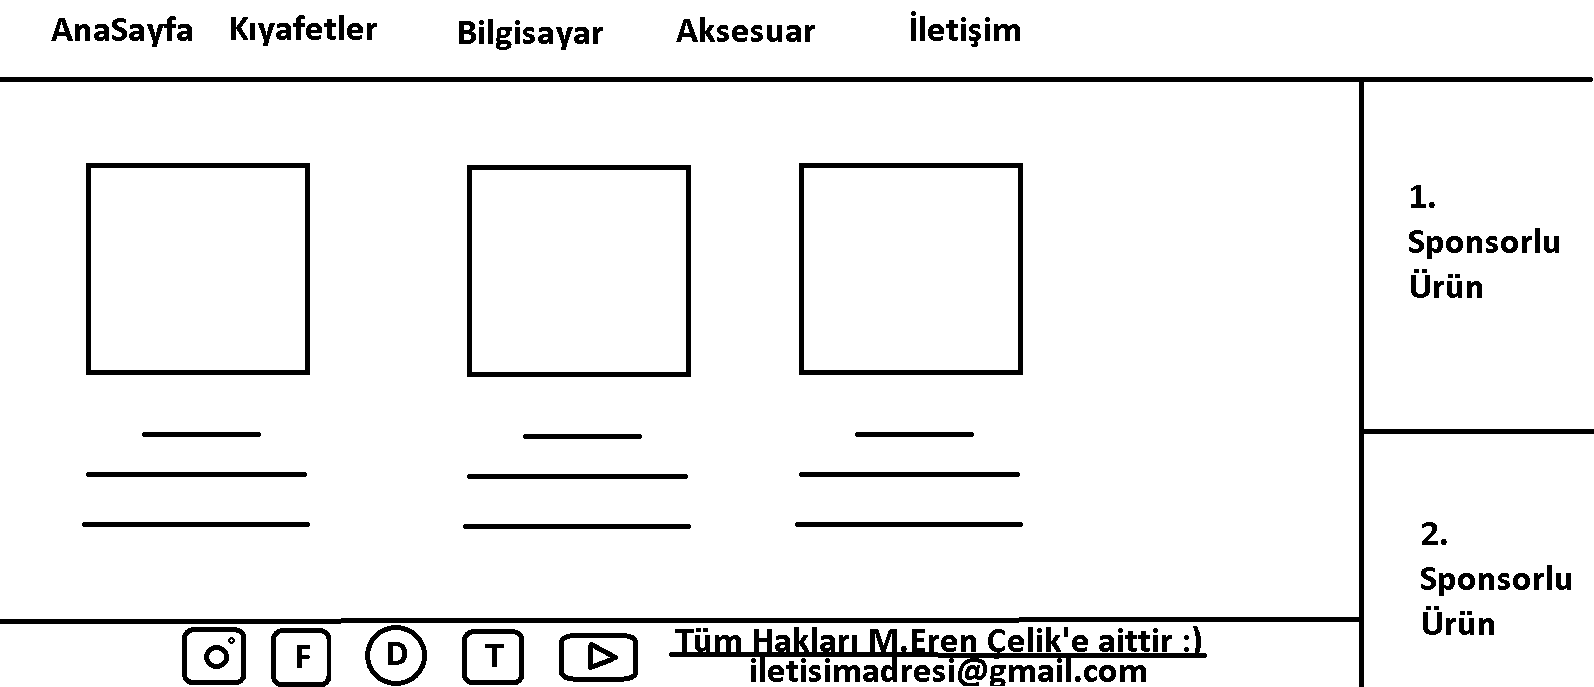 AnaSayfa Kıyafetler Bilgisayar Aksesuar İletişim
1.
Sponsorlu
Ürün
2.
Sponsorlu
Ürün
F D T
Tüm Hakları M.Eren Çelik'e aittir :)
iletisimadresi@gmail.com